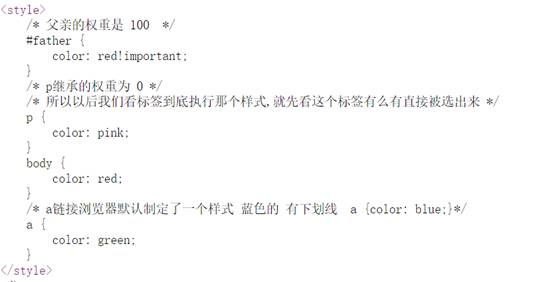 <style>
/* 父亲的权重是 100 */
#father {
color: red!important;
}
/* p继承的权重为 0 */
/* 所以以后我们看标签到底执行那个样式,就先看这个标签有么有直接被选出来 */
p {
color: pink;
}
body {
color: red;
}
/* a链接浏览器默认制定了一个样式 蓝色的 有下划线 a {color: blue;}*/
a {
color: green;
}
</style>